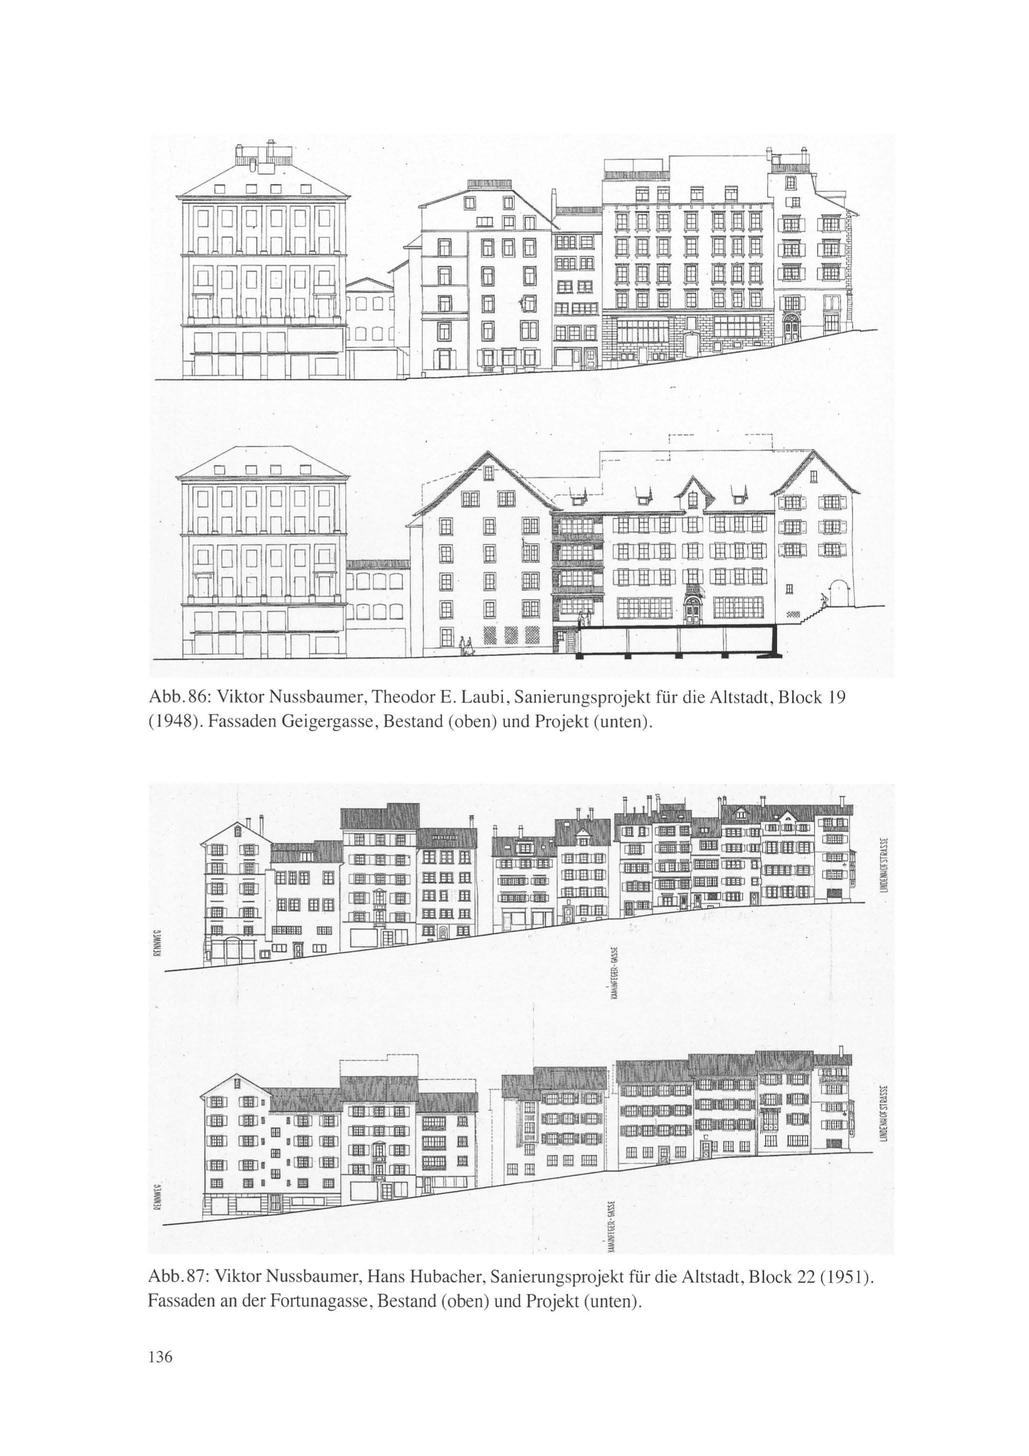 Abb. 86: Viktor Nussbaumer, Theodor E. Laubi, Sanierungsprojekt für die Altstadt, Block 19
(1948). Fassaden Geigergasse, Bestand (oben) und Projekt (unten).
RENNWEG
KAMINFEGER-GASSE
LINDENHOFSTRASSE
RENNWEG
KAMINFEGER-GASSE
LINDENHOFSTRASSE
Abb. 87: Viktor Nussbaumer, Hans Hubacher, Sanierungsprojekt für die Altstadt, Block 22 (1951).
Fassaden an der Fortunagasse, Bestand (oben) und Projekt (unten).
136